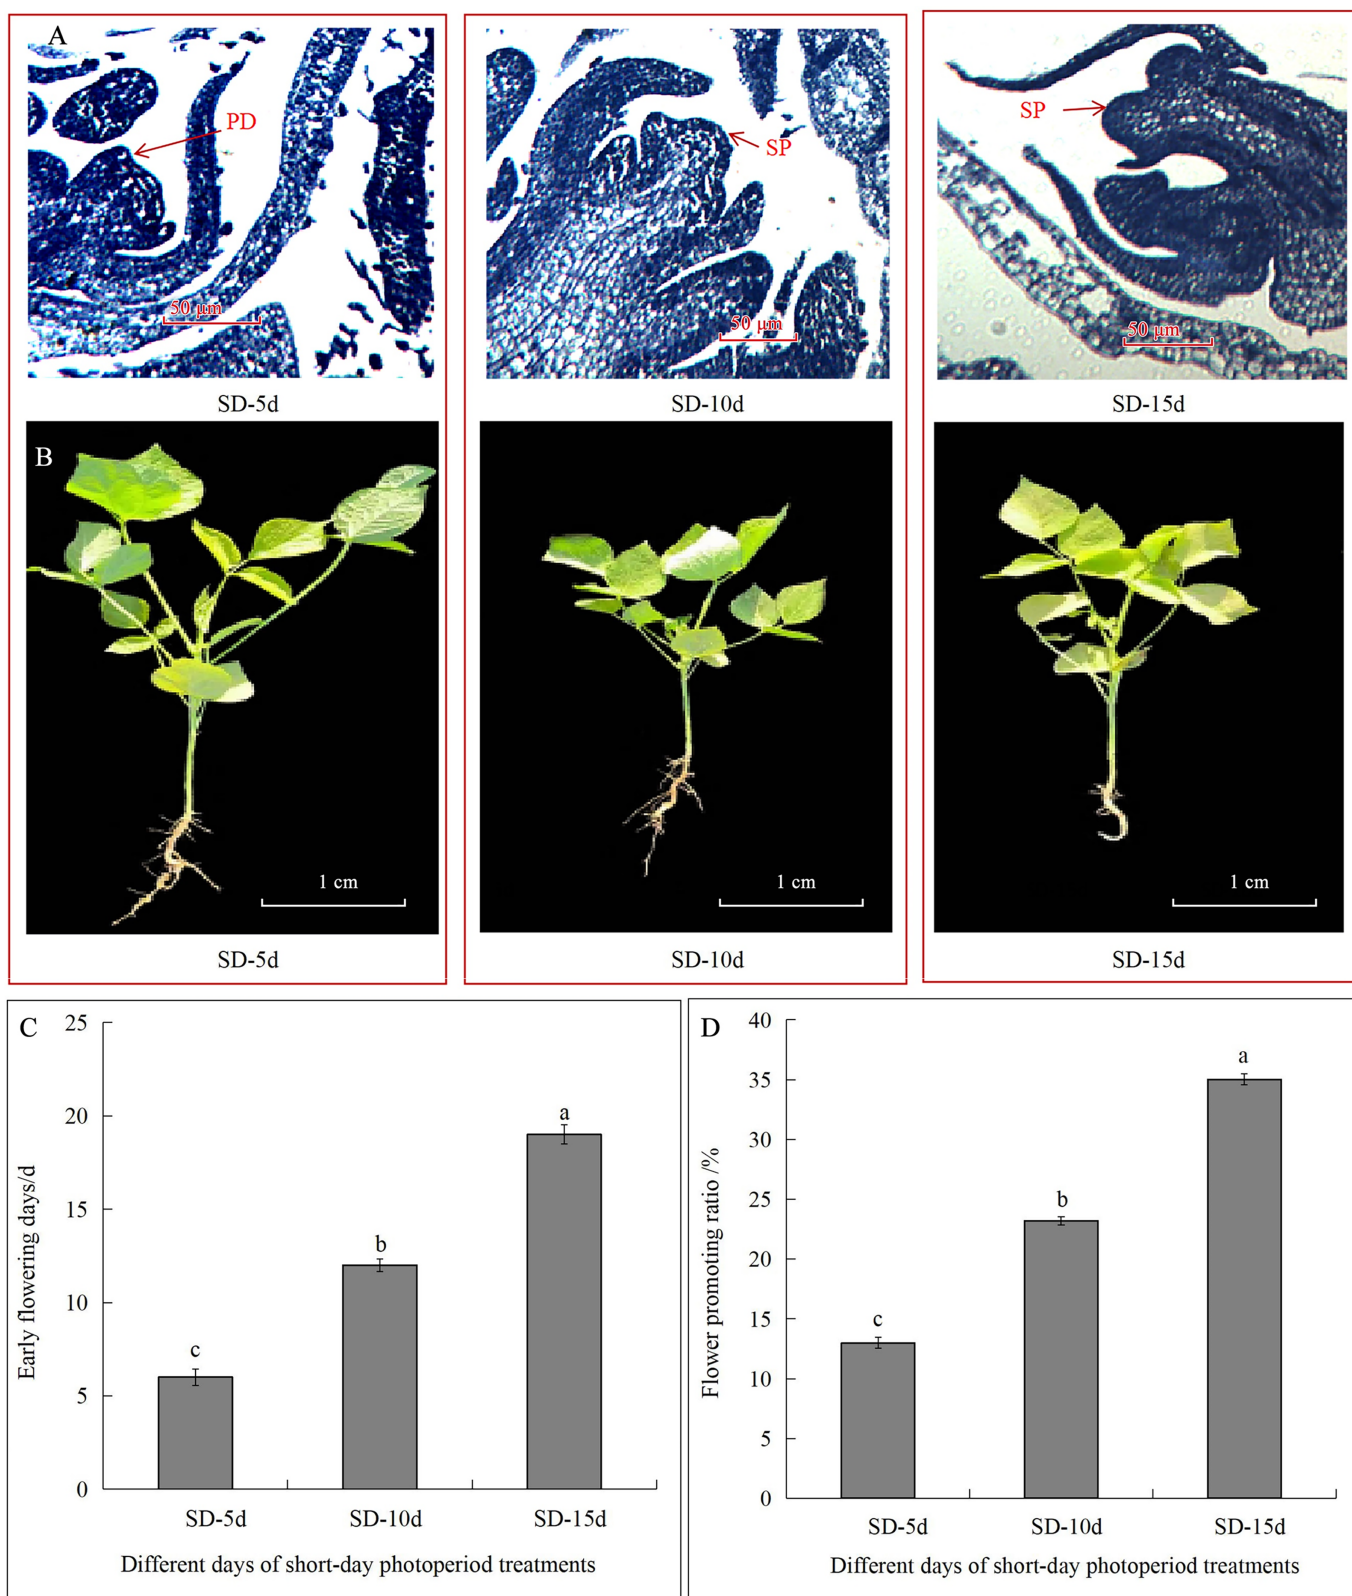 A
PD
50 μm
SD-5d
SP
50 μm
SD-10d
SP
50 μm
SD-15d
B
1 cm
SD-5d
1 cm
SD-10d
1 cm
SD-15d
C
Early flowering days/d
25
20
15
10
5
0
c
b
a
SD-5d
SD-10d
SD-15d
Different days of short-day photoperiod treatments
D
Flower promoting ratio /%
40
35
30
25
20
15
10
5
0
c
b
a
SD-5d
SD-10d
SD-15d
Different days of short-day photoperiod treatments